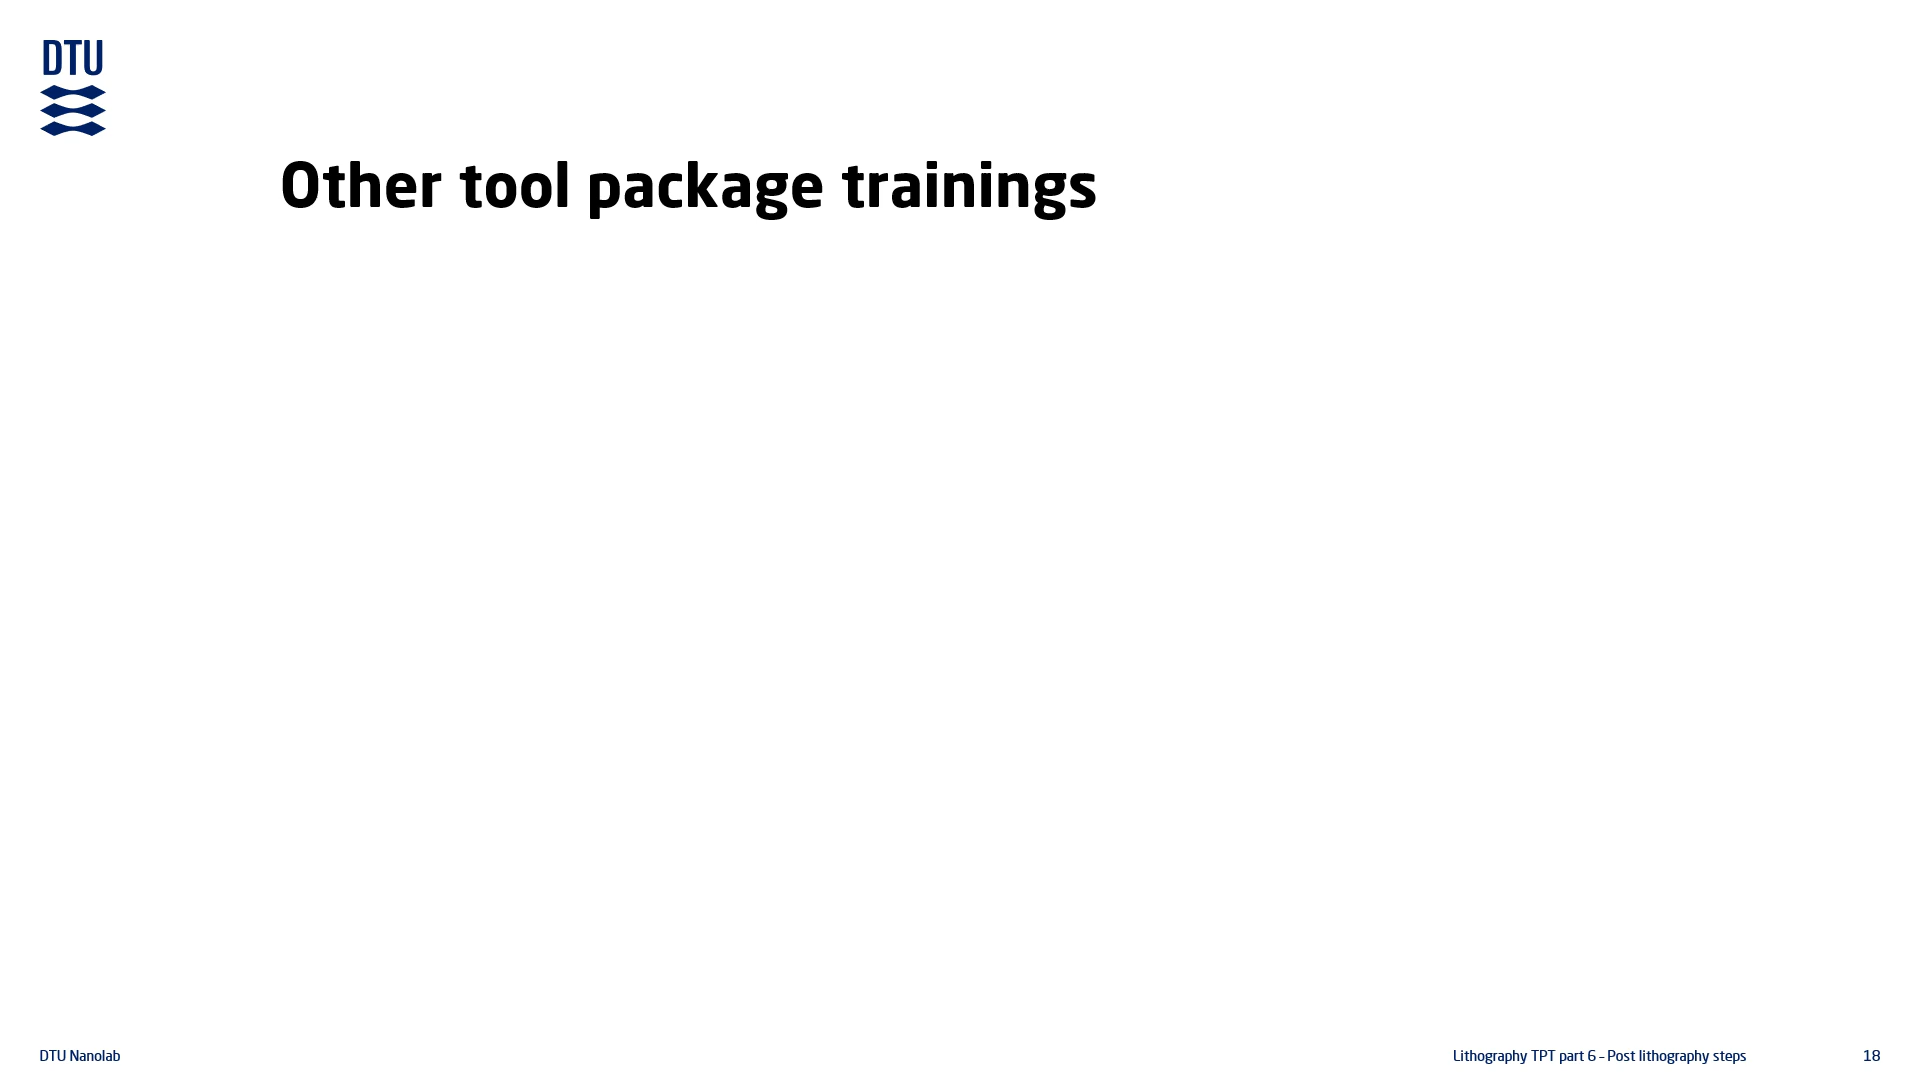 DTU
Other tool package trainings
DTU Nanolab
Lithography TPT part 6 – Post lithography steps
18